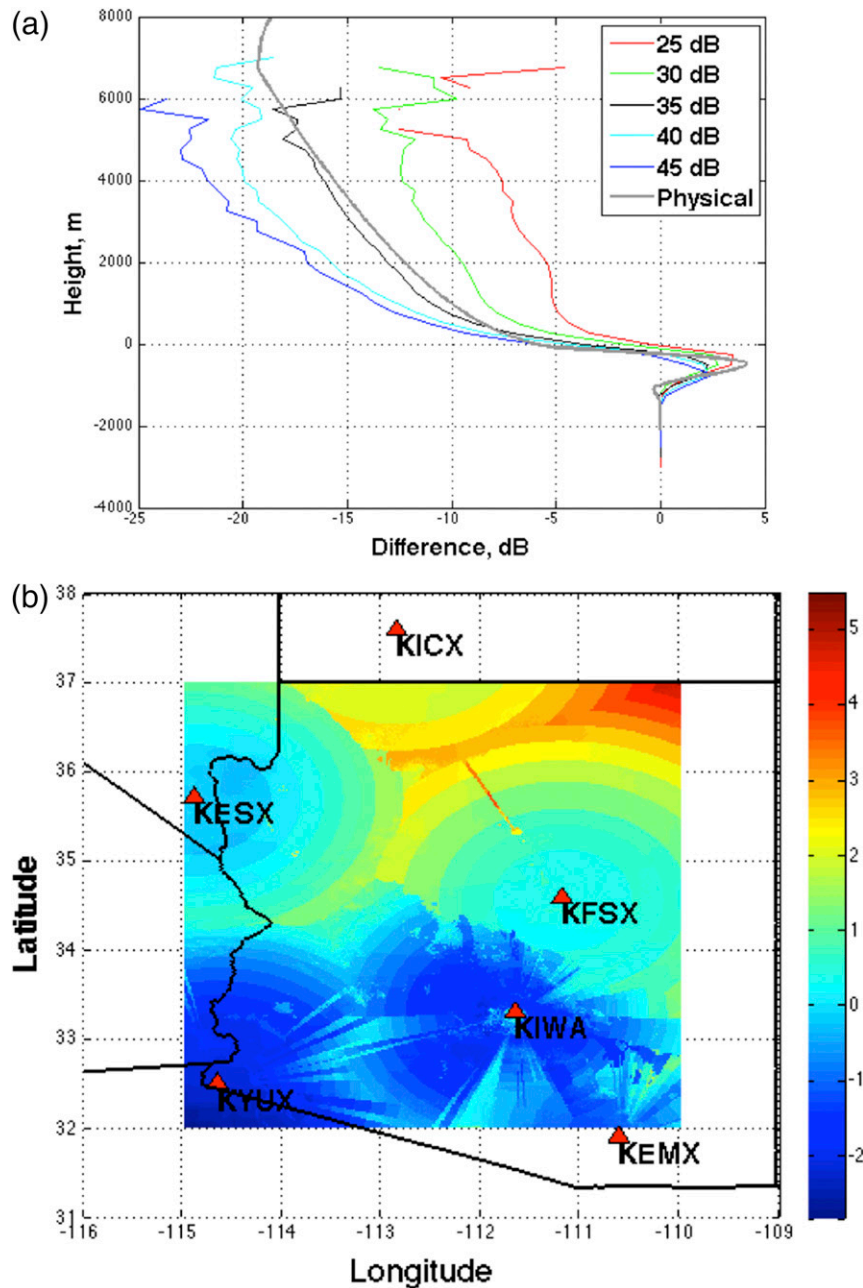 (a)
8000
6000
4000
2000
0
-2000
-4000
Height, m
-25
-20
-15
-10
-5
0
5
Difference, dB
25 dB
30 dB
35 dB
40 dB
45 dB
Physical
(b)
38
37
36
35
34
33
32
31
Latitude
-116
-115
-114
-113
-112
-111
-110
-109
Longitude
KICX
KESX
KFSX
KIWA
KYUX
KEMX
5
4
3
2
1
0
-1
-2